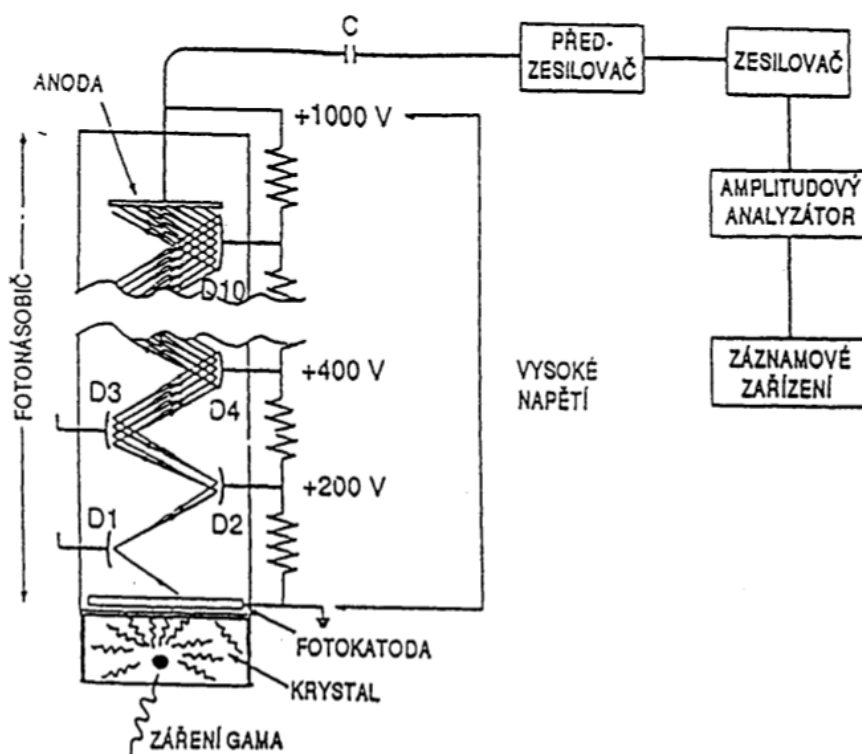 C
PŘED-
ZESILOVAČ
ZESILOVAČ
ANODA
+1000 V
AMPLITUDOVÝ
ANALYZÁTOR
FOTONÁSOBIČ
D10
D3
D4
+400 V
VYSOKÉ
NAPĚTÍ
ZÁZNAMOVÉ
ZAŘÍZENÍ
D1
D2
+200 V
FOTOKATODA
KRYSTAL
ZÁŘENÍ GAMA